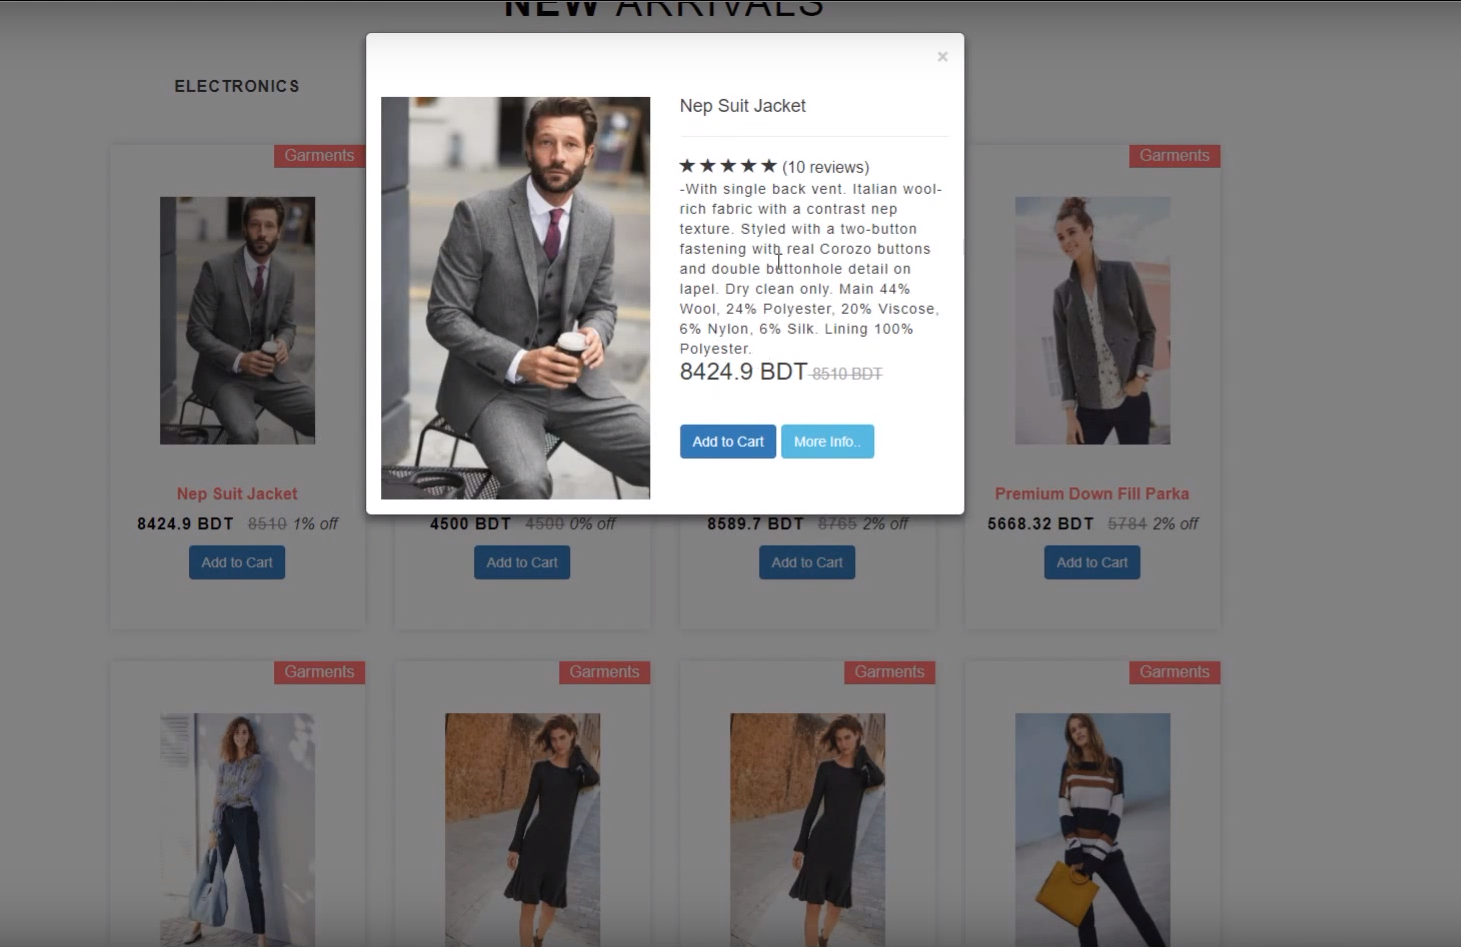 NEW ARRIVALS
×
ELECTRONICS
Garments
Garments
Nep Suit Jacket
★★★★★ (10 reviews)
-With single back vent. Italian wool-
rich fabric with a contrast nep
texture. Styled with a two-button
fastening with real Corozo buttons
and double buttonhole detail on
lapel. Dry clean only. Main 44%
Wool, 24% Polyester, 20% Viscose,
6% Nylon, 6% Silk. Lining 100%
Polyester.
8424.9 BDT 8510 BDT
Add to Cart More Info..
Nep Suit Jacket
8424.9 BDT 8510 1% off
Add to Cart
4500 BDT 4500 0% off
Add to Cart
8589.7 BDT 8765 2% off
Add to Cart
Premium Down Fill Parka
5668.32 BDT 5784 2% off
Add to Cart
Garments
Garments
Garments
Garments